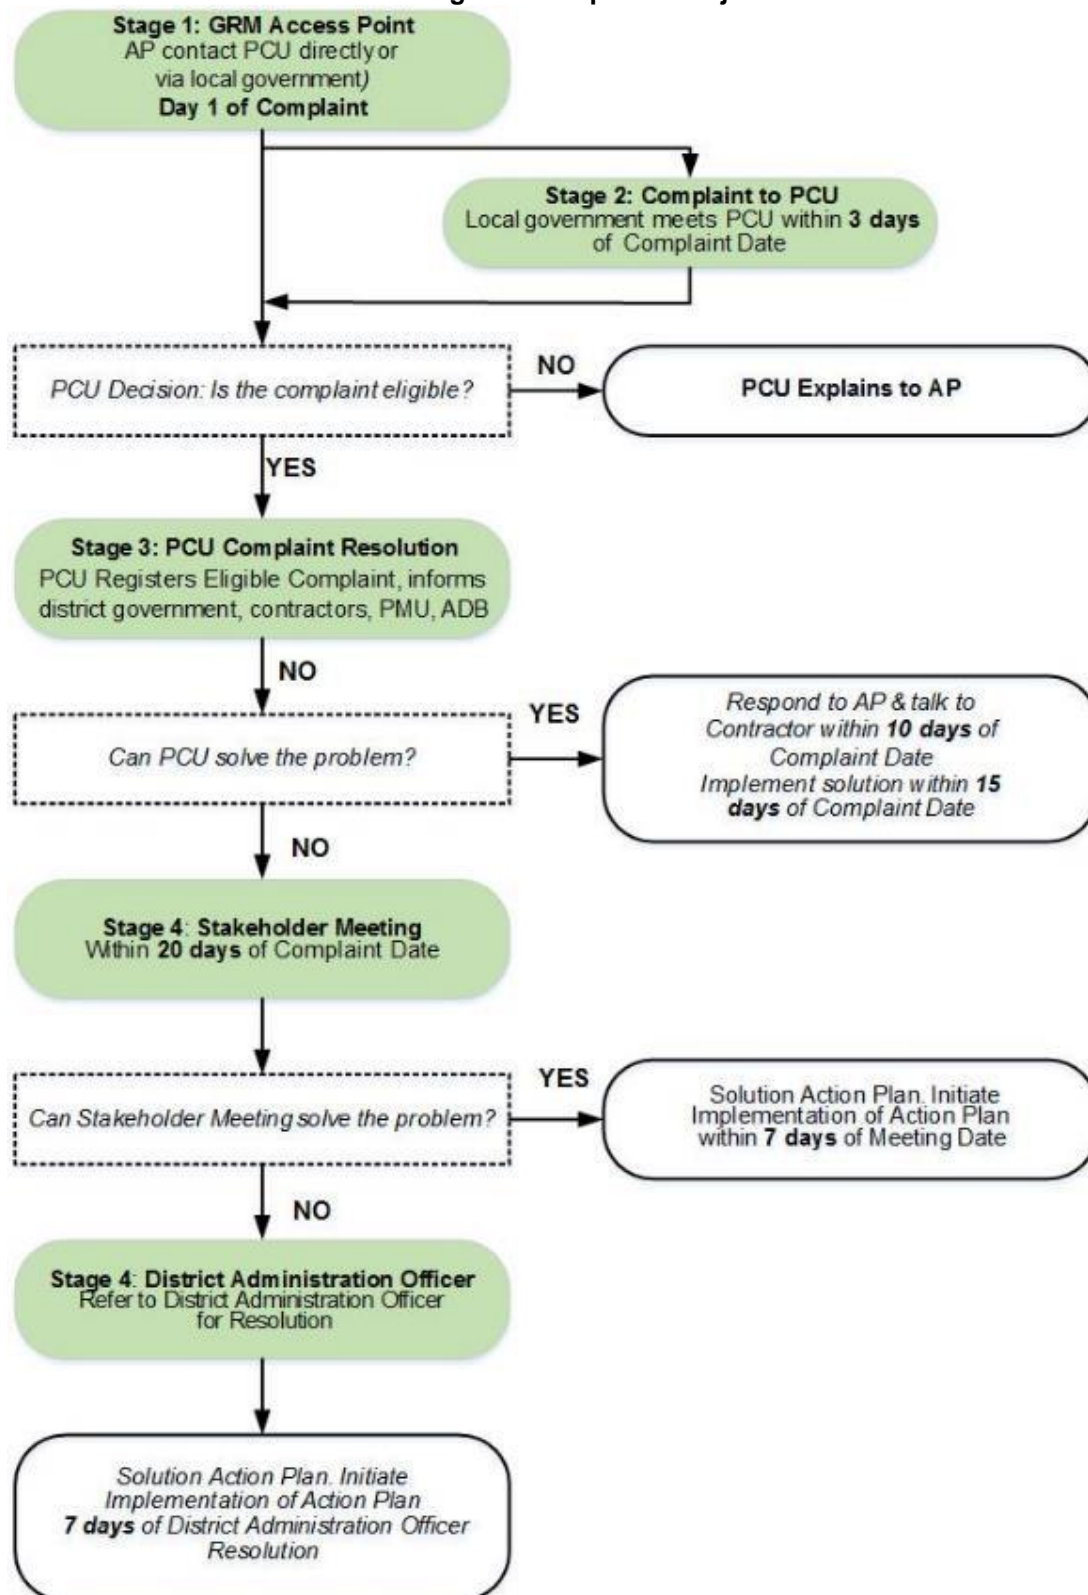 Stage 1: GRM Access Point
AP contact PCU directly or
via local government)
Day 1 of Complaint
Stage 2: Complaint to PCU
Local government meets PCU within 3 days
of Complaint Date
PCU Decision: Is the complaint eligible?
NO
PCU Explains to AP
YES
Stage 3: PCU Complaint Resolution
PCU Registers Eligible Complaint, informs
district government, contractors, PMU, ADB
NO
Can PCU solve the problem?
YES
Respond to AP & talk to
Contractor within 10 days of
Complaint Date
Implement solution within 15
days of Complaint Date
NO
Stage 4: Stakeholder Meeting
Within 20 days of Complaint Date
Can Stakeholder Meeting solve the problem?
YES
Solution Action Plan. Initiate
Implementation of Action Plan
within 7 days of Meeting Date
NO
Stage 4: District Administration Officer
Refer to District Administration Officer
for Resolution
Solution Action Plan. Initiate
Implementation of Action Plan
7 days of District Administration Officer
Resolution